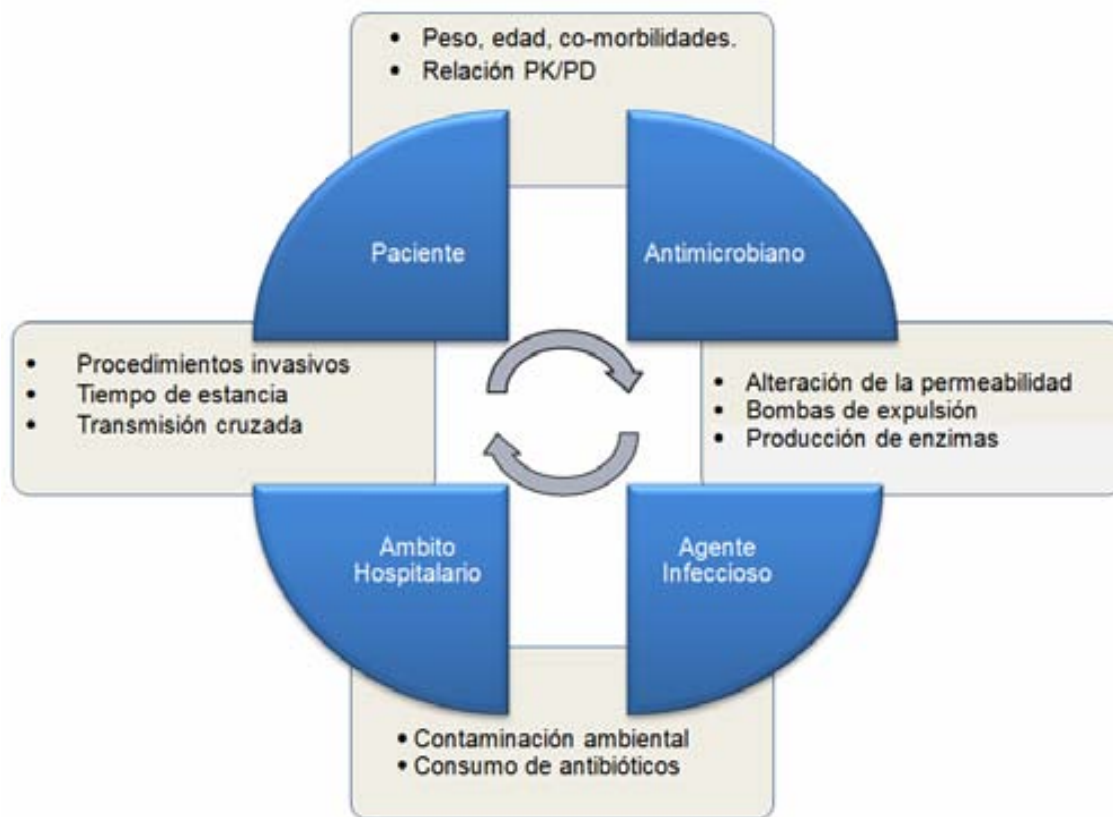 • Peso, edad, co-morbilidades.
• Relación PK/PD
Paciente
Antimicrobiano
• Procedimientos invasivos
• Tiempo de estancia
• Transmisión cruzada
• Alteración de la permeabilidad
• Bombas de expulsión
• Producción de enzimas
Ambito
Hospitalario
Agente
Infeccioso
• Contaminación ambiental
• Consumo de antibióticos